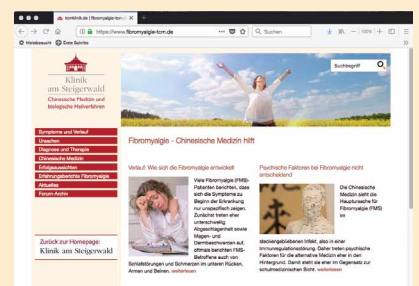 tomklinik.de | fibromyalgie-tcm-d
https://www.fibromyalgie-tcm.de
Suchen
100%
Meistbesucht Erste Schritte
Klinik
am Steigerwald
Chinesische Medizin und
biologische Heilverfahren
Suchbegriff
Symptome und Verlauf
Ursachen
Diagnose und Therapie
Chinesische Medizin
Erfolgsaussichten
Erfahrungsberichte Fibromyalgie
Aktuelles
Forum-Archiv
Zurück zur Homepage:
Klinik am Steigerwald
Fibromyalgie - Chinesische Medizin hilft
Verlauf: Wie sich die Fibromyalgie entwickelt
Viele Fibromyalgie (FMS)-
Patienten berichten, dass
sich die Symptome zu
Beginn der Erkrankung
nur unspezifisch zeigen.
Zunächst treten eher
unterschwellig
Abgeschlagenheit sowie
Magen- und
Darmbeschwerden auf,
oftmals berichten FMS-
Betroffene auch von
Schlafstörungen und Schmerzen im unteren Rücken,
Armen und Beinen. weiterlesen
Psychische Faktoren bei Fibromyalgie nicht
entscheidend
Die Chinesische
Medizin sieht die
Hauptursache für
Fibromyalgie (FMS)
im
steckengebliebenen Infekt, also in einer
Immunregulationsstörung. Daher treten psychische
Faktoren für die alternative Medizin eher in den
Hintergrund. Damit steht sie eher im Gegensatz zur
schulmedizinischen Sicht. weiterlesen